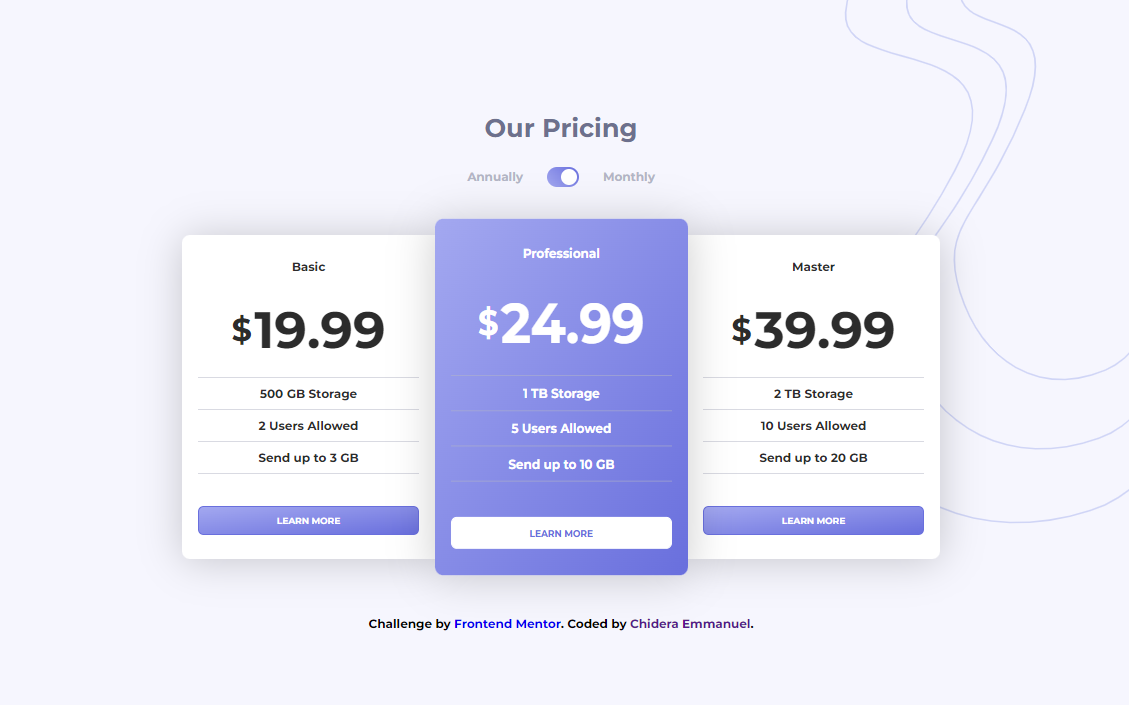 Our Pricing
Annually Monthly
Basic
$19.99
500 GB Storage
2 Users Allowed
Send up to 3 GB
LEARN MORE
Professional
$24.99
1 TB Storage
5 Users Allowed
Send up to 10 GB
LEARN MORE
Master
$39.99
2 TB Storage
10 Users Allowed
Send up to 20 GB
LEARN MORE
Challenge by Frontend Mentor. Coded by Chidera Emmanuel.